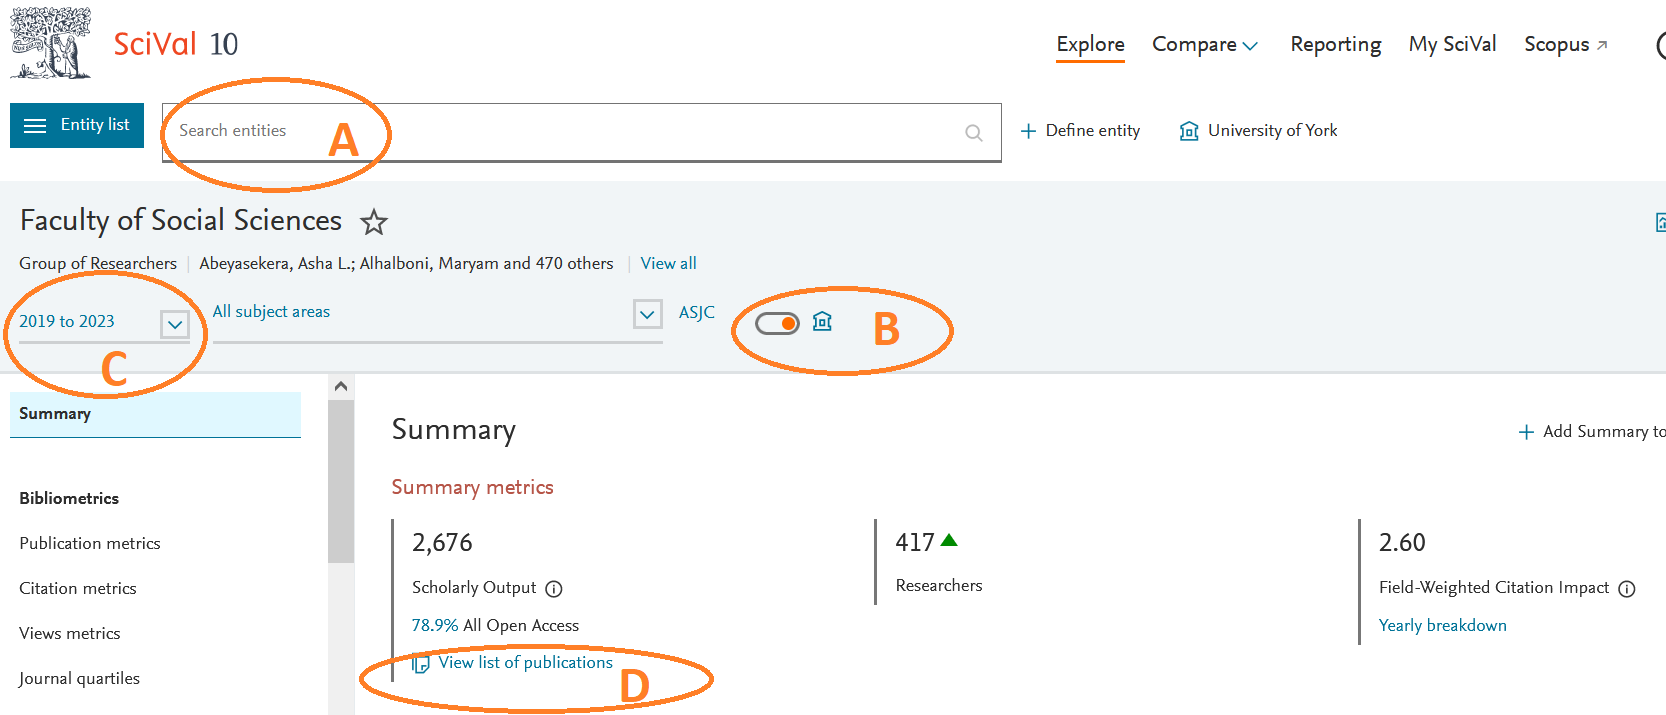 SciVal 10
Explore Compare Reporting My SciVal Scopus
Entity list
Search entities
A
Define entity
University of York
Faculty of Social Sciences
Group of Researchers | Abeyasekera, Asha L.; Alhalboni, Maryam and 470 others | View all
2019 to 2023
All subject areas
ASJC
B
C
Summary
Summary
+ Add Summary to
Bibliometrics
Summary metrics
Publication metrics
2,676
417
2.60
Citation metrics
Scholarly Output
Researchers
Field-Weighted Citation Impact
Views metrics
78.9% All Open Access
Yearly breakdown
Journal quartiles
View list of publications
D